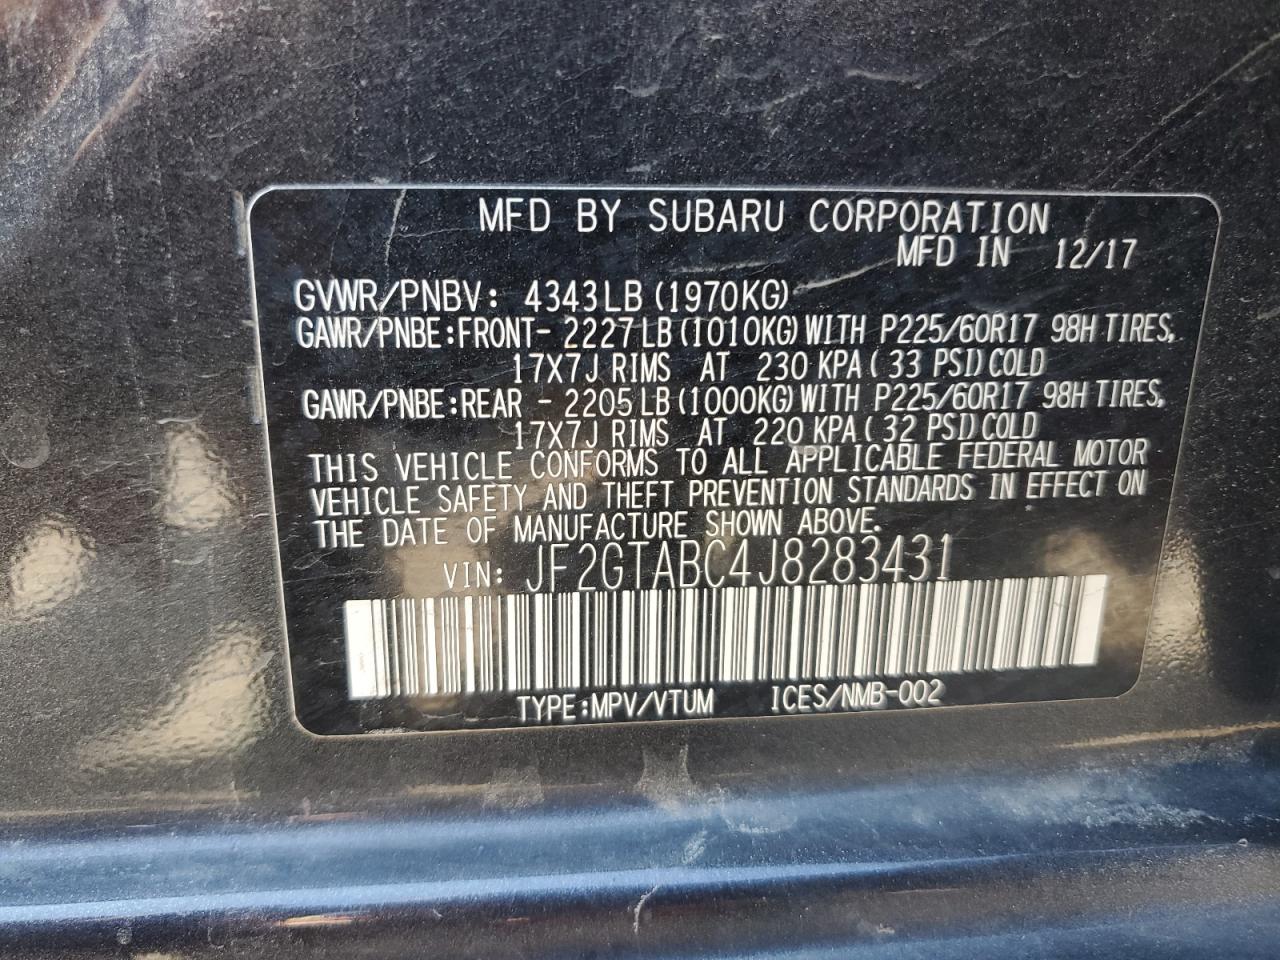 MFD BY SUBARU CORPORATION
MFD IN 12/17
GVWR/PNBV: 4343LB (1970KG)
GAWR/PNBE:FRONT- 2227LB(1010KG)WITH P225/60R17 98H TIRES,
17X7J RIMS AT 230 KPA( 33 PSI)COLD
GAWR/PNBE:REAR - 2205LB(1000KG)WITH P225/60R17 98H TIRES,
17X7J RIMS AT 220 KPA( 32 PSI)COLD
THIS VEHICLE CONFORMS TO ALL APPLICABLE FEDERAL MOTOR
VEHICLE SAFETY AND THEFT PREVENTION STANDARDS IN EFFECT ON
THE DATE OF MANUFACTURE SHOWN ABOVE.
VIN: JF2GTABC4J8283431
TYPE:MPV/VTUM ICES/NMB-002